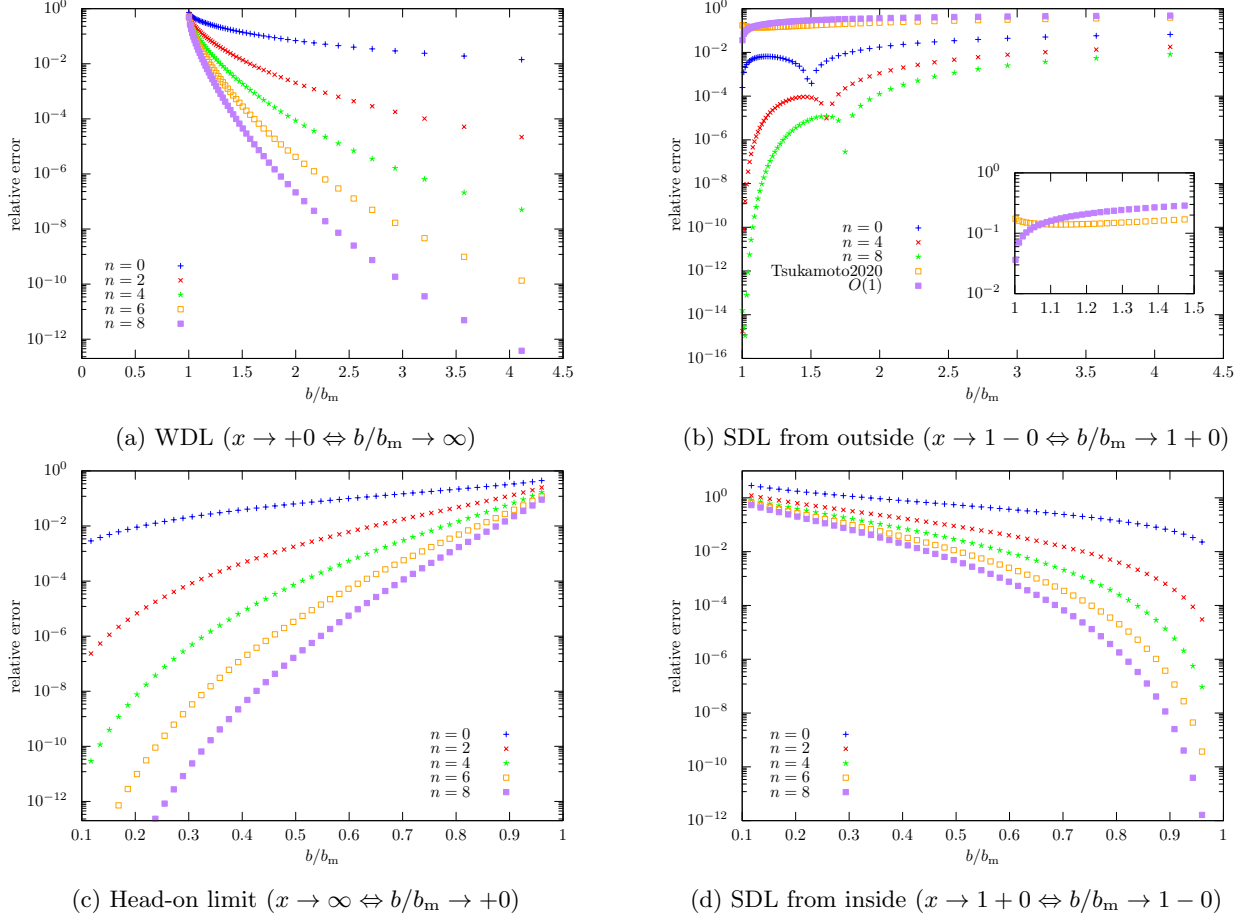 10^0
10^{-2}
10^{-4}
10^{-6}
10^{-8}
10^{-10}
10^{-12}
relative error
n = 0
n = 2
n = 4
n = 6
n = 8
0 0.5 1 1.5 2 2.5 3 3.5 4 4.5
b/b_m
(a) WDL (x → +0 ⇔ b/b_m → ∞)
10^0
10^{-2}
10^{-4}
10^{-6}
10^{-8}
10^{-10}
10^{-12}
10^{-14}
10^{-16}
relative error
n = 0
n = 4
n = 8
Tsukamoto2020
O(1)
10^0
10^{-1}
10^{-2}
1 1.1 1.2 1.3 1.4 1.5
1 1.5 2 2.5 3 3.5 4 4.5
b/b_m
(b) SDL from outside (x → 1 − 0 ⇔ b/b_m → 1 + 0)
10^0
10^{-2}
10^{-4}
10^{-6}
10^{-8}
10^{-10}
10^{-12}
relative error
n = 0
n = 2
n = 4
n = 6
n = 8
0.1 0.2 0.3 0.4 0.5 0.6 0.7 0.8 0.9 1
b/b_m
(c) Head-on limit (x → ∞ ⇔ b/b_m → +0)
10^0
10^{-2}
10^{-4}
10^{-6}
10^{-8}
10^{-10}
10^{-12}
relative error
n = 0
n = 2
n = 4
n = 6
n = 8
0.1 0.2 0.3 0.4 0.5 0.6 0.7 0.8 0.9 1
b/b_m
(d) SDL from inside (x → 1 + 0 ⇔ b/b_m → 1 − 0)